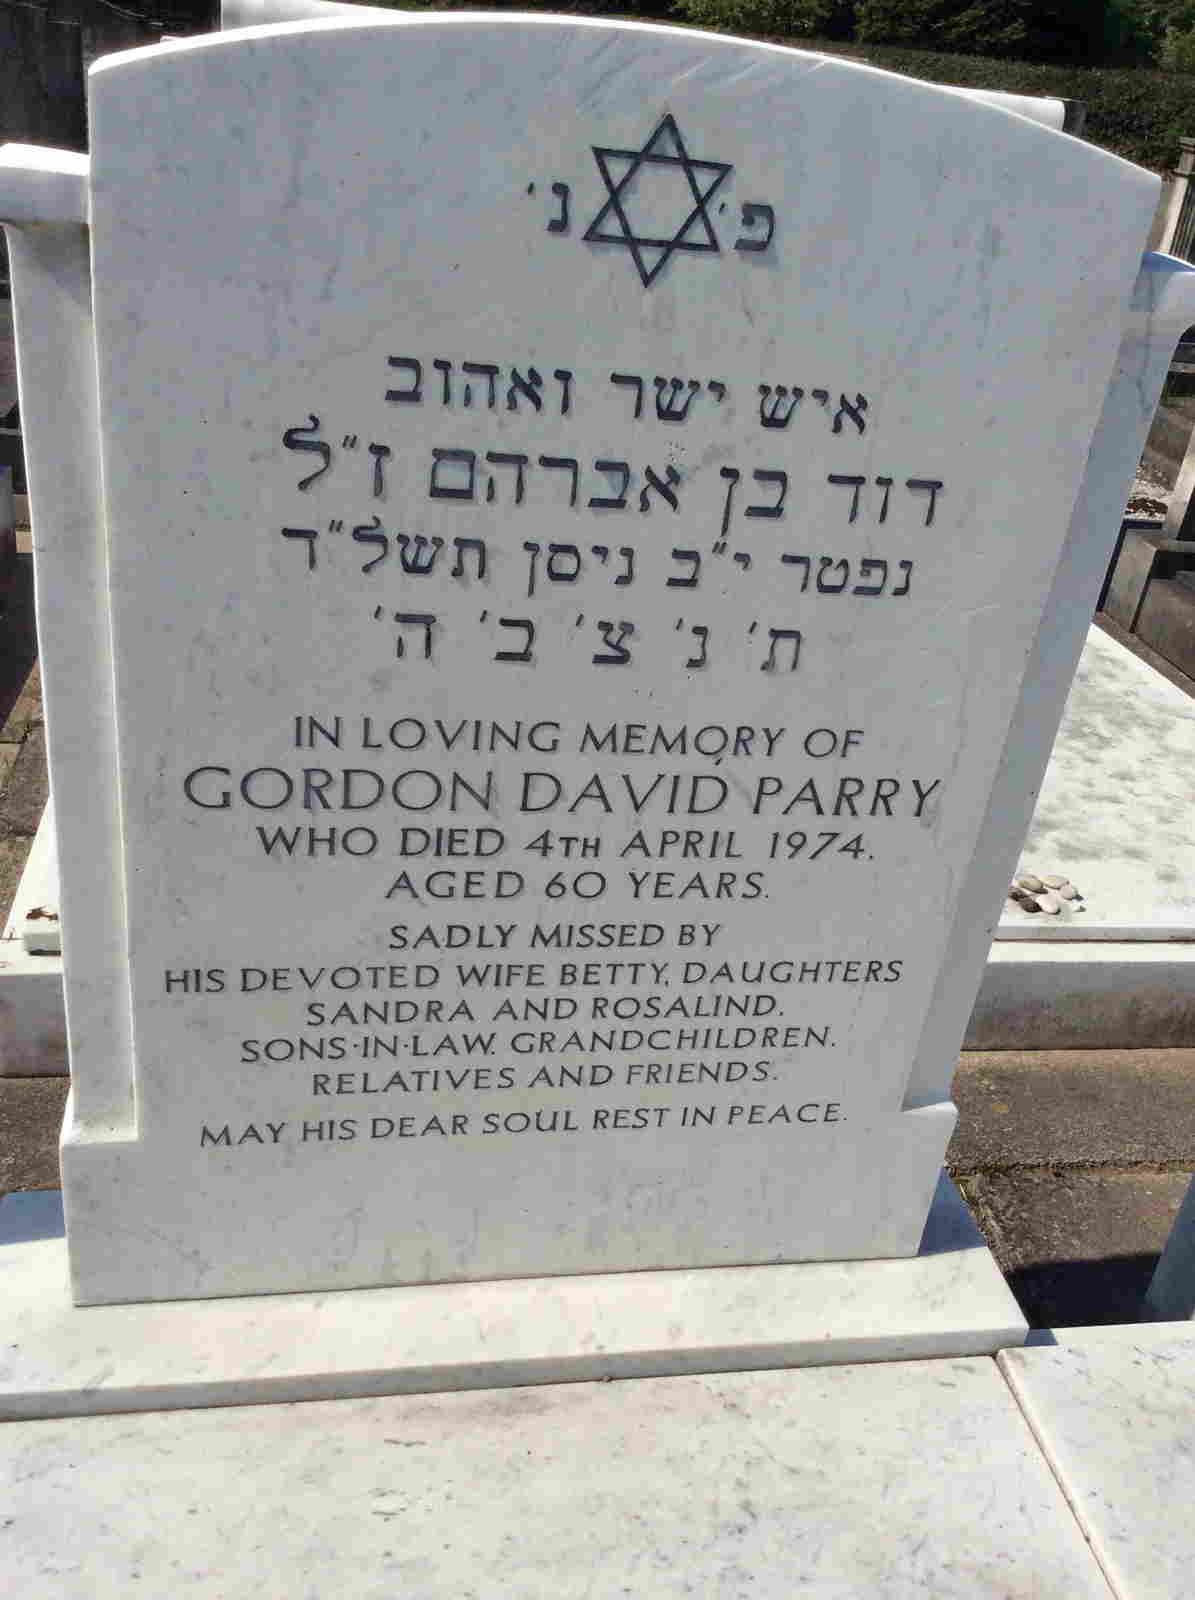 פ׳ נ׳
איש ישר ואהוב
דוד בן אברהם ז"ל
נפטר י"ב ניסן תשל"ד
ת׳ נ׳ צ׳ ב׳ ה׳
IN LOVING MEMORY OF
GORDON DAVID PARRY
WHO DIED 4TH APRIL 1974.
AGED 60 YEARS.
SADLY MISSED BY
HIS DEVOTED WIFE BETTY, DAUGHTERS
SANDRA AND ROSALIND.
SONS·IN·LAW. GRANDCHILDREN.
RELATIVES AND FRIENDS.
MAY HIS DEAR SOUL REST IN PEACE.